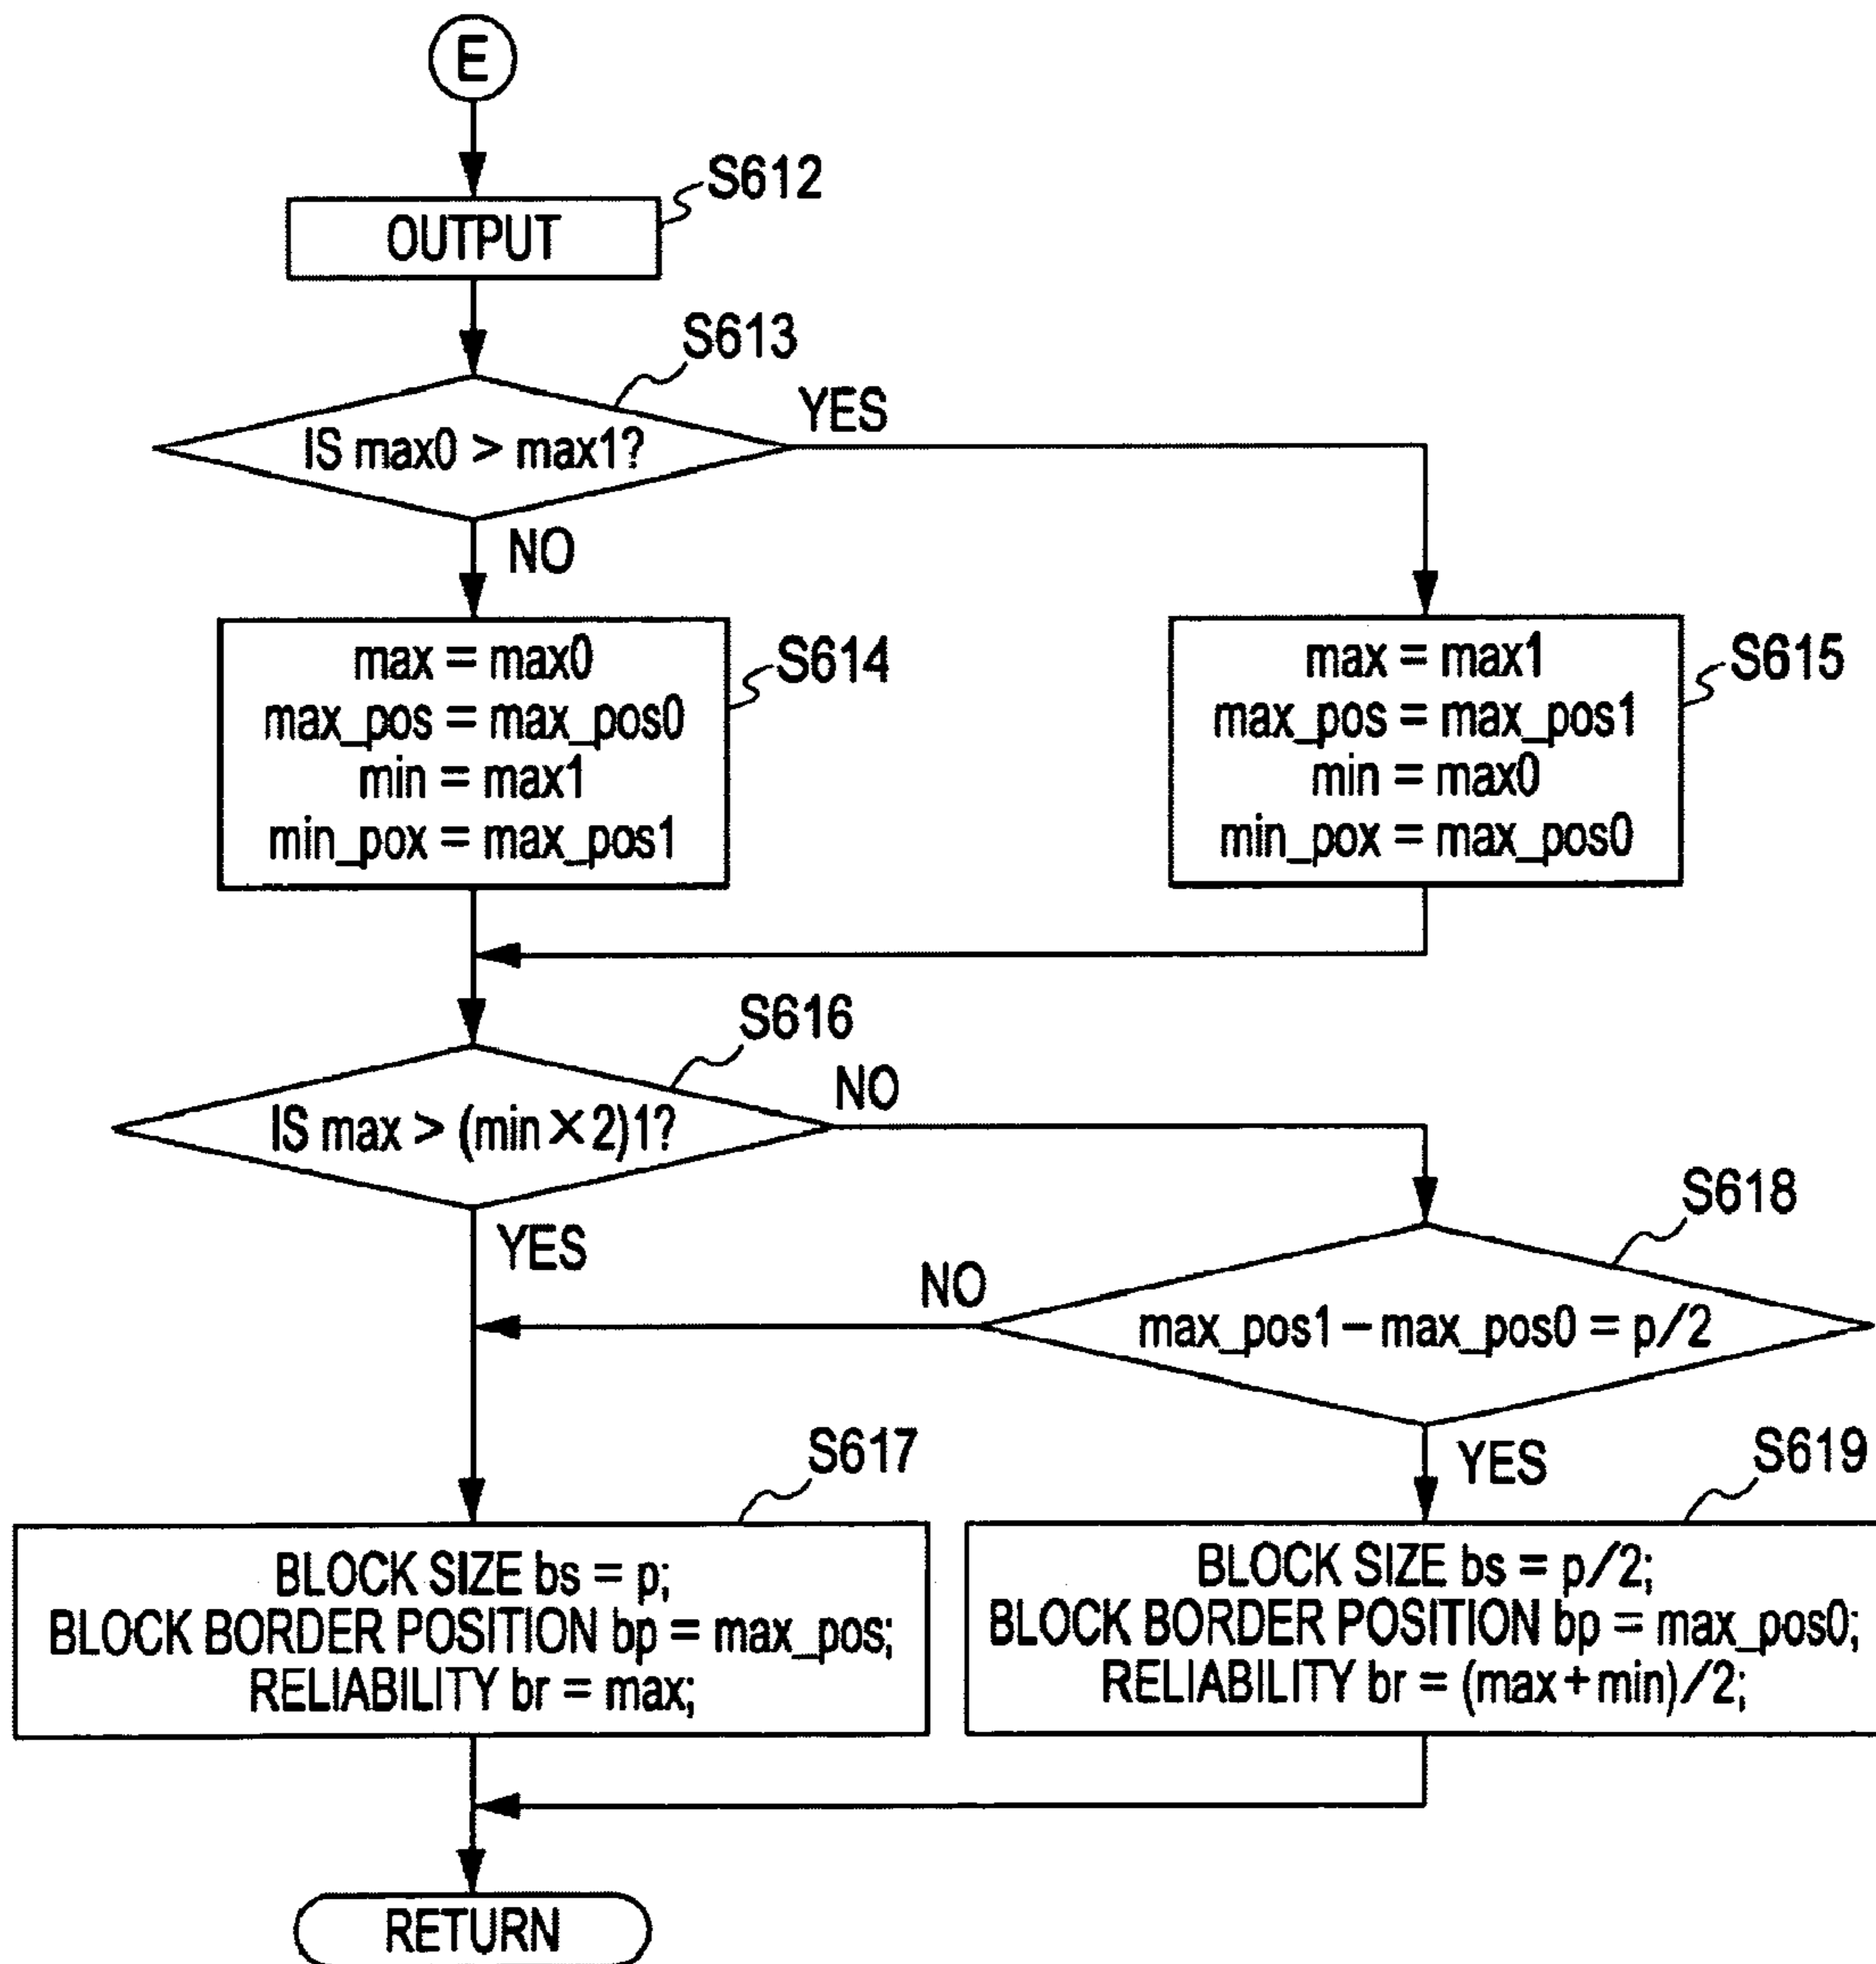 E
S612
OUTPUT
S613
IS max0 > max1?
YES
NO
max = max0
max_pos = max_pos0
min = max1
min_pox = max_pos1
S614
max = max1
max_pos = max_pos1
min = max0
min_pox = max_pos0
S615
S616
IS max > (min × 2)1?
NO
YES
S618
max_pos1 – max_pos0 = p/2
NO
YES
S617
BLOCK SIZE bs = p;
BLOCK BORDER POSITION bp = max_pos;
RELIABILITY br = max;
S619
BLOCK SIZE bs = p/2;
BLOCK BORDER POSITION bp = max_pos0;
RELIABILITY br = (max + min)/2;
RETURN